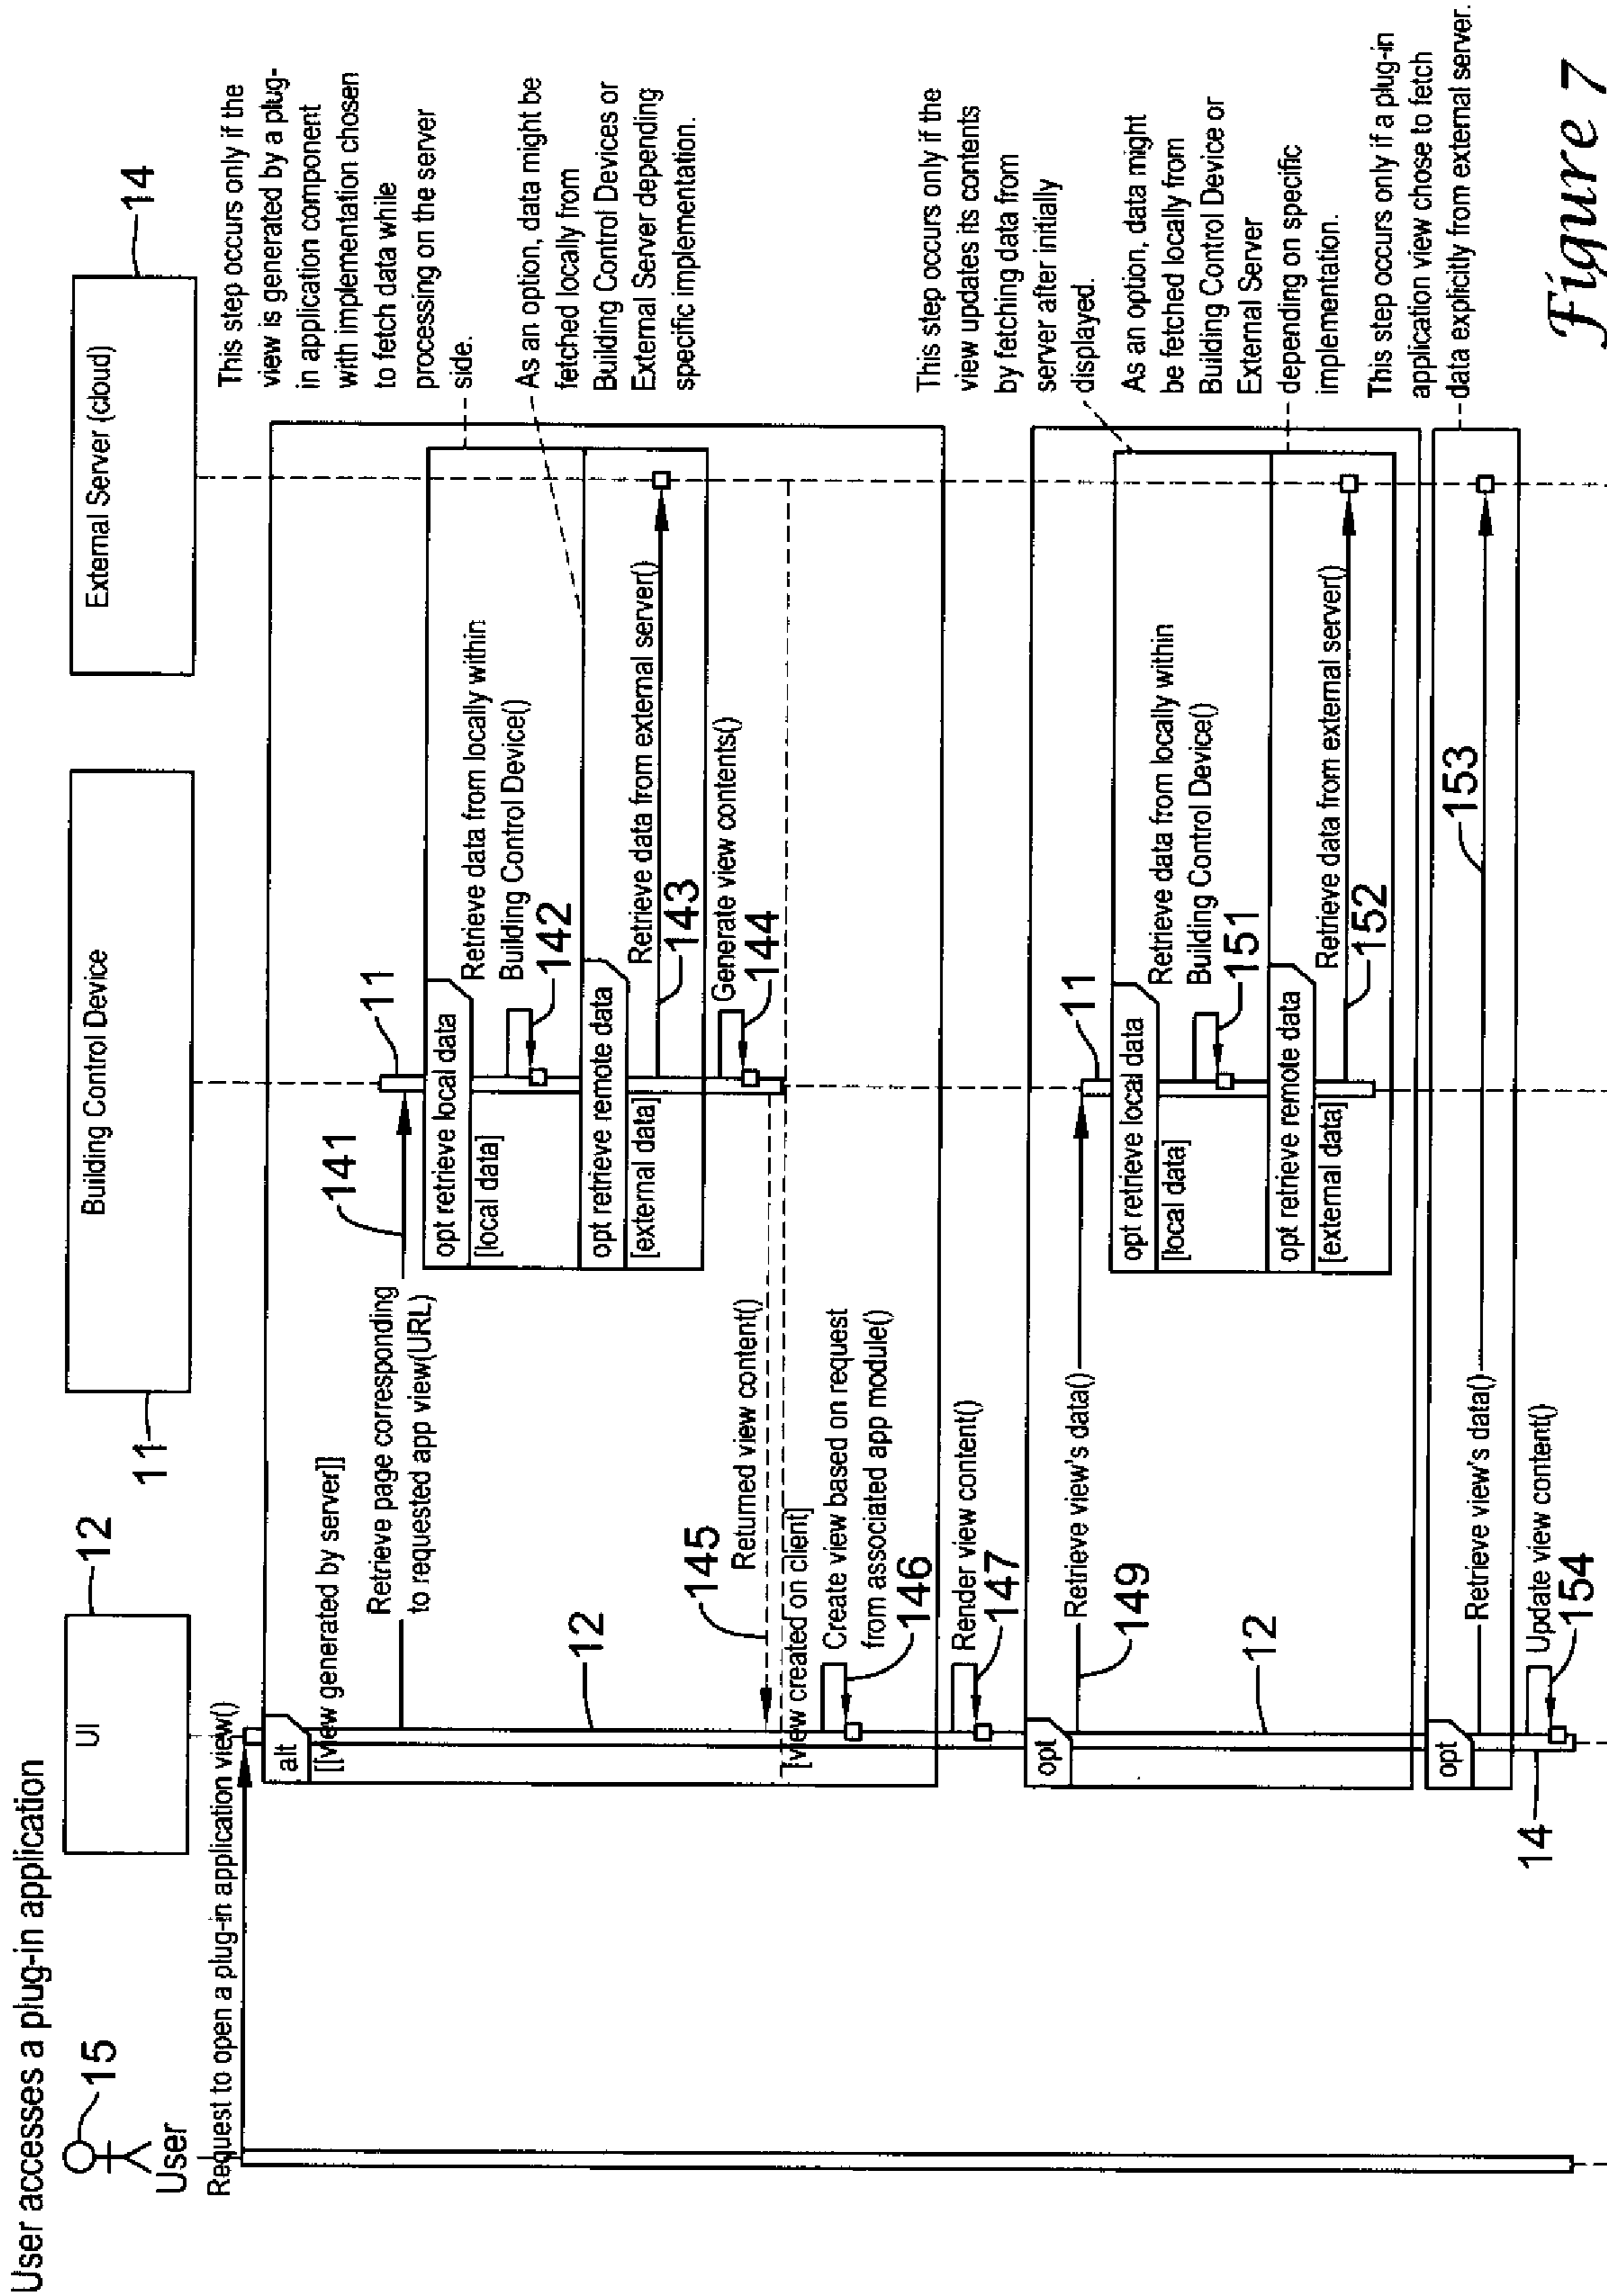 User accesses a plug-in application
15
User
UI
12
Building Control Device
11
External Server (cloud)
14
Request to open a plug-in application view()
alt
[[view generated by server]]
Retrieve page corresponding
to requested app view(URL)
141
11
12
opt retrieve local data
[local data]
Retrieve data from locally within
Building Control Device()
142
opt retrieve remote data
[external data]
Retrieve data from external server()
143
Generate view contents()
144
145
Returned view content()
[view created on client]
Create view based on request
from associated app module()
146
Render view content()
147
This step occurs only if the
view is generated by a plug-
in application component
with implementation chosen
to fetch data while
processing on the server
side.
As an option, data might be
fetched locally from
Building Control Devices or
External Server depending
specific implementation.
opt
Retrieve view's data()
149
11
12
opt retrieve local data
[local data]
Retrieve data from locally within
Building Control Device()
151
opt retrieve remote data
[external data]
Retrieve data from external server()
152
This step occurs only if the
view updates its contents
by fetching data from
server after initially
displayed.
As an option, data might
be fetched locally from
Building Control Device or
External Server
depending on specific
implementation.
opt
Retrieve view's data()
153
This step occurs only if a plug-in
application view chose to fetch
data explicitly from external server.
Update view content()
154
14
Figure 7